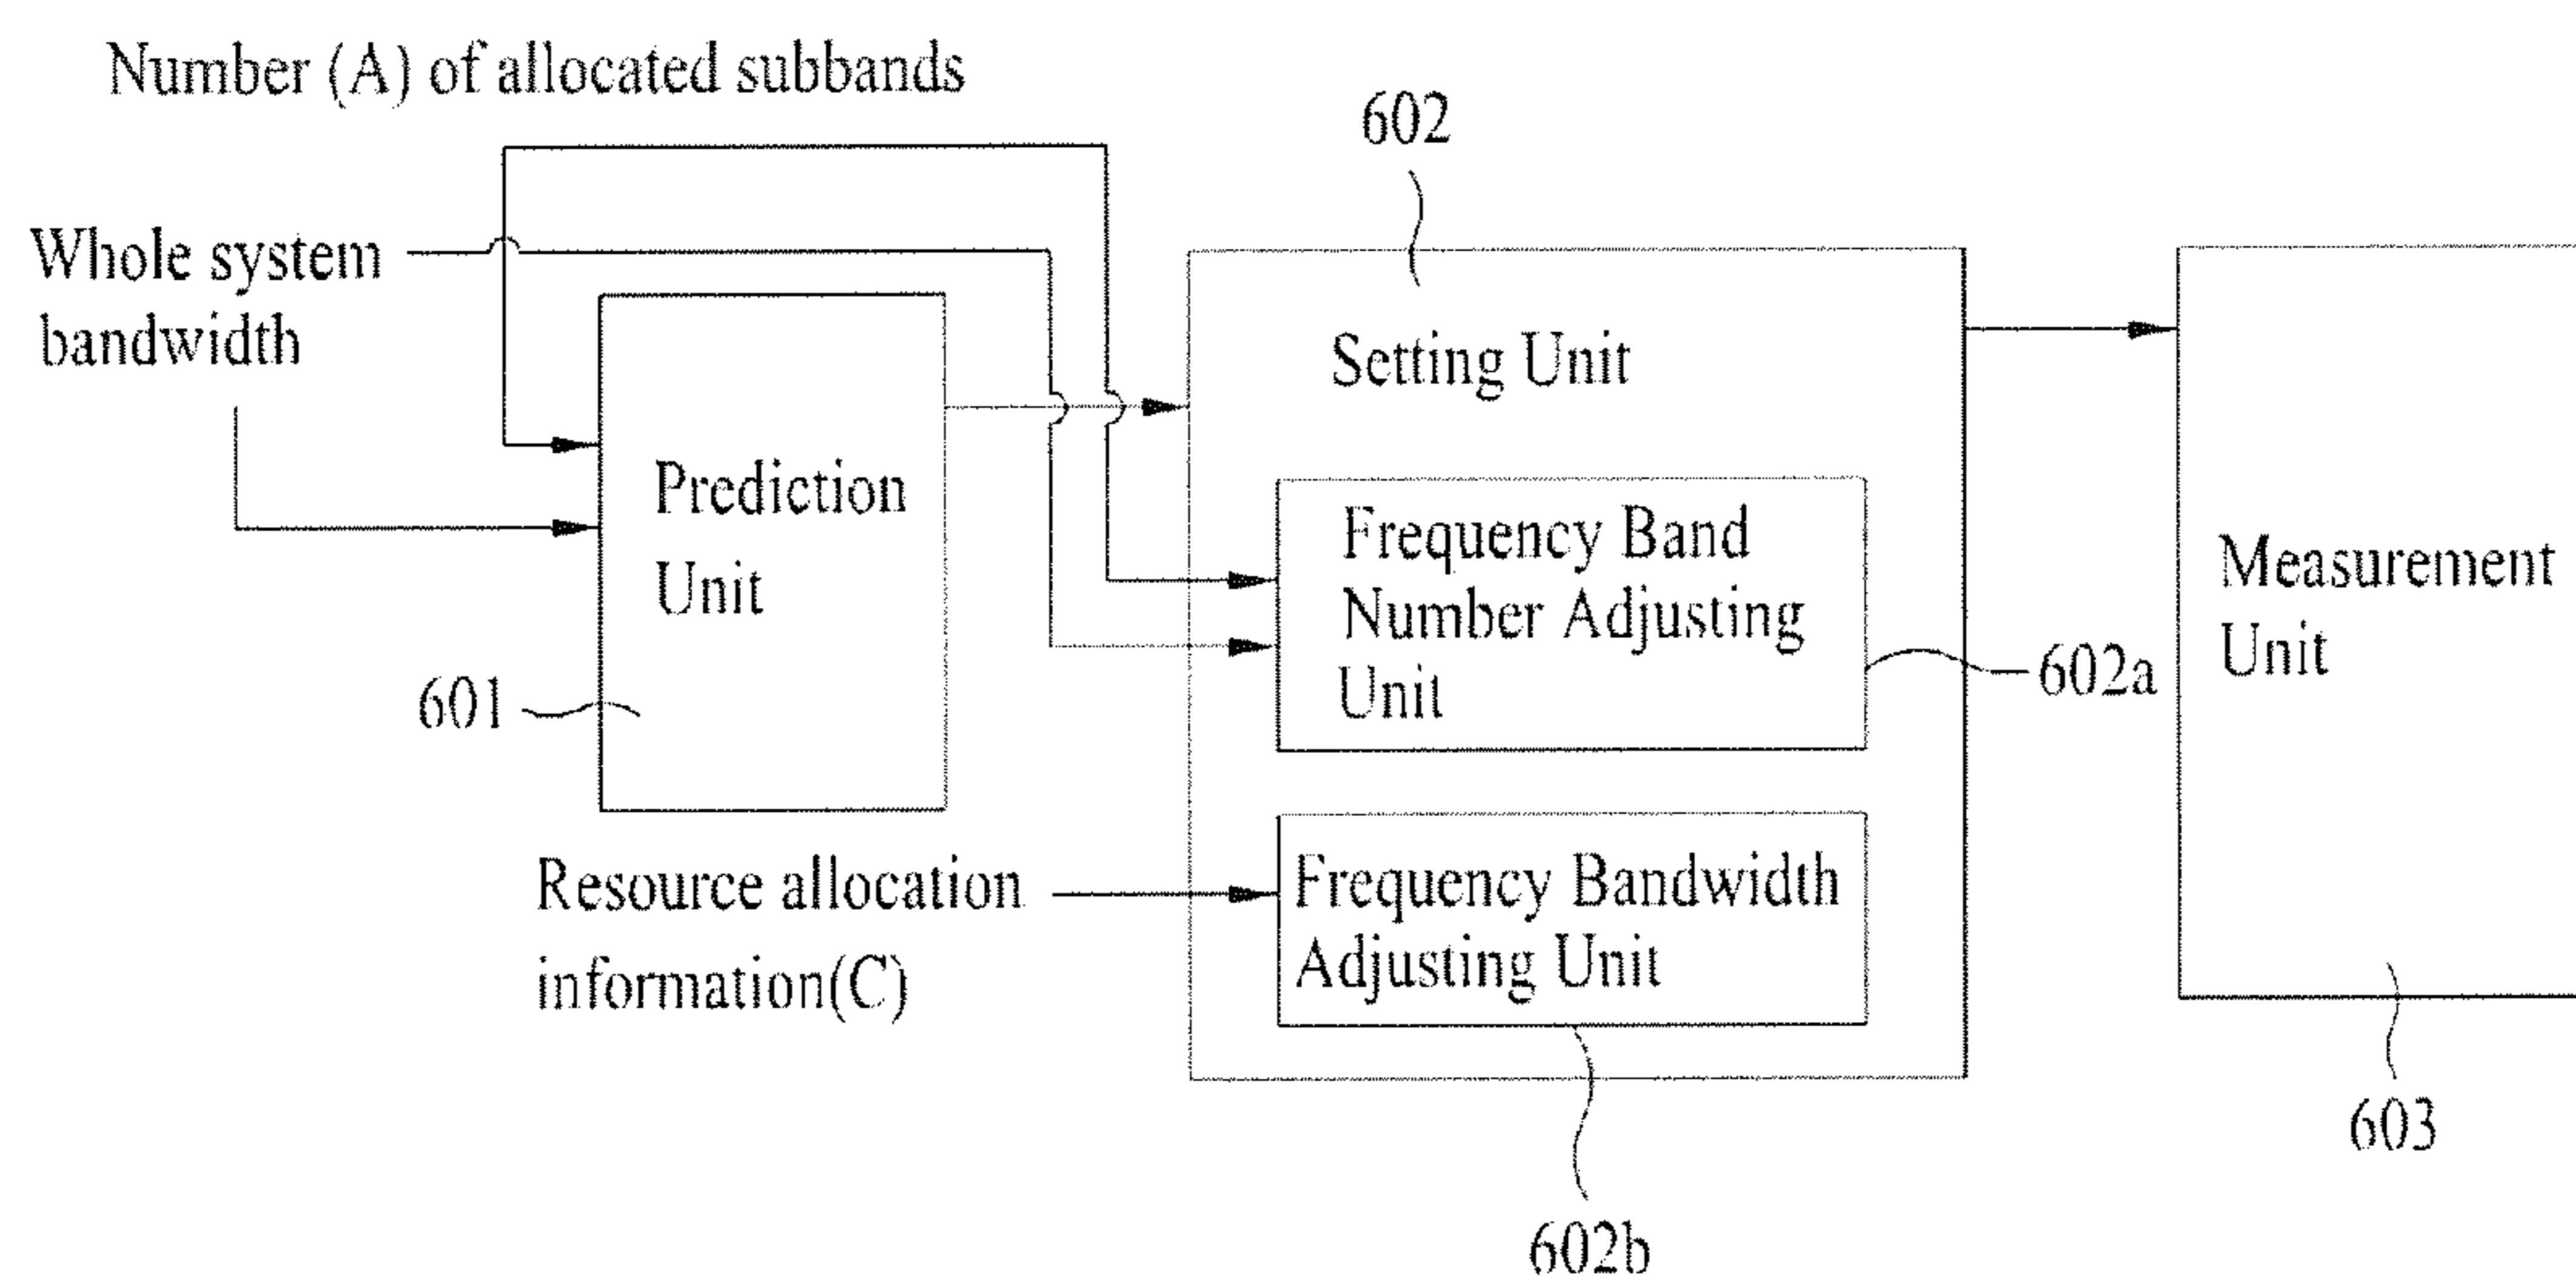 Number (A) of allocated subbands
602
Whole system
bandwidth
Setting Unit
Prediction
Unit
Frequency Band
Number Adjusting
Unit
Measurement
Unit
601
602a
Resource allocation
information(C)
Frequency Bandwidth
Adjusting Unit
603
602b